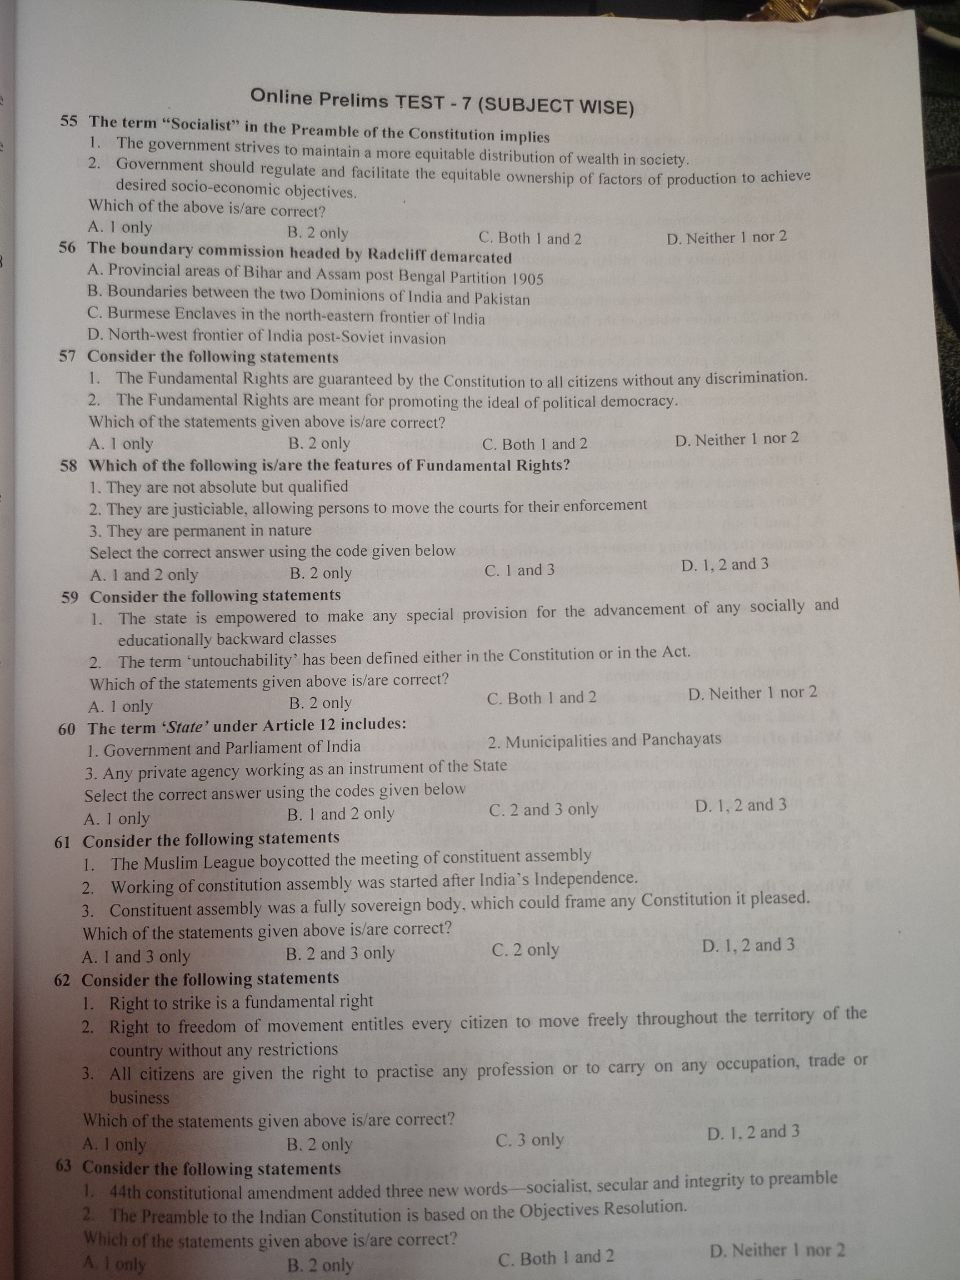 Online Prelims TEST - 7 (SUBJECT WISE)
55 The term “Socialist” in the Preamble of the Constitution implies
1. The government strives to maintain a more equitable distribution of wealth in society.
2. Government should regulate and facilitate the equitable ownership of factors of production to achieve
desired socio-economic objectives.
Which of the above is/are correct?
A. 1 only B. 2 only C. Both 1 and 2 D. Neither 1 nor 2
56 The boundary commission headed by Radcliff demarcated
A. Provincial areas of Bihar and Assam post Bengal Partition 1905
B. Boundaries between the two Dominions of India and Pakistan
C. Burmese Enclaves in the north-eastern frontier of India
D. North-west frontier of India post-Soviet invasion
57 Consider the following statements
1. The Fundamental Rights are guaranteed by the Constitution to all citizens without any discrimination.
2. The Fundamental Rights are meant for promoting the ideal of political democracy.
Which of the statements given above is/are correct?
A. 1 only B. 2 only C. Both 1 and 2 D. Neither 1 nor 2
58 Which of the following is/are the features of Fundamental Rights?
1. They are not absolute but qualified
2. They are justiciable, allowing persons to move the courts for their enforcement
3. They are permanent in nature
Select the correct answer using the code given below
A. 1 and 2 only B. 2 only C. 1 and 3 D. 1, 2 and 3
59 Consider the following statements
1. The state is empowered to make any special provision for the advancement of any socially and
educationally backward classes
2. The term ‘untouchability’ has been defined either in the Constitution or in the Act.
Which of the statements given above is/are correct?
A. 1 only B. 2 only C. Both 1 and 2 D. Neither 1 nor 2
60 The term ‘State’ under Article 12 includes:
1. Government and Parliament of India 2. Municipalities and Panchayats
3. Any private agency working as an instrument of the State
Select the correct answer using the codes given below
A. 1 only B. 1 and 2 only C. 2 and 3 only D. 1, 2 and 3
61 Consider the following statements
1. The Muslim League boycotted the meeting of constituent assembly
2. Working of constitution assembly was started after India’s Independence.
3. Constituent assembly was a fully sovereign body, which could frame any Constitution it pleased.
Which of the statements given above is/are correct?
A. 1 and 3 only B. 2 and 3 only C. 2 only D. 1, 2 and 3
62 Consider the following statements
1. Right to strike is a fundamental right
2. Right to freedom of movement entitles every citizen to move freely throughout the territory of the
country without any restrictions
3. All citizens are given the right to practise any profession or to carry on any occupation, trade or
business
Which of the statements given above is/are correct?
A. 1 only B. 2 only C. 3 only D. 1, 2 and 3
63 Consider the following statements
1. 44th constitutional amendment added three new words—socialist, secular and integrity to preamble
2. The Preamble to the Indian Constitution is based on the Objectives Resolution.
Which of the statements given above is/are correct?
A. 1 only B. 2 only C. Both 1 and 2 D. Neither 1 nor 2